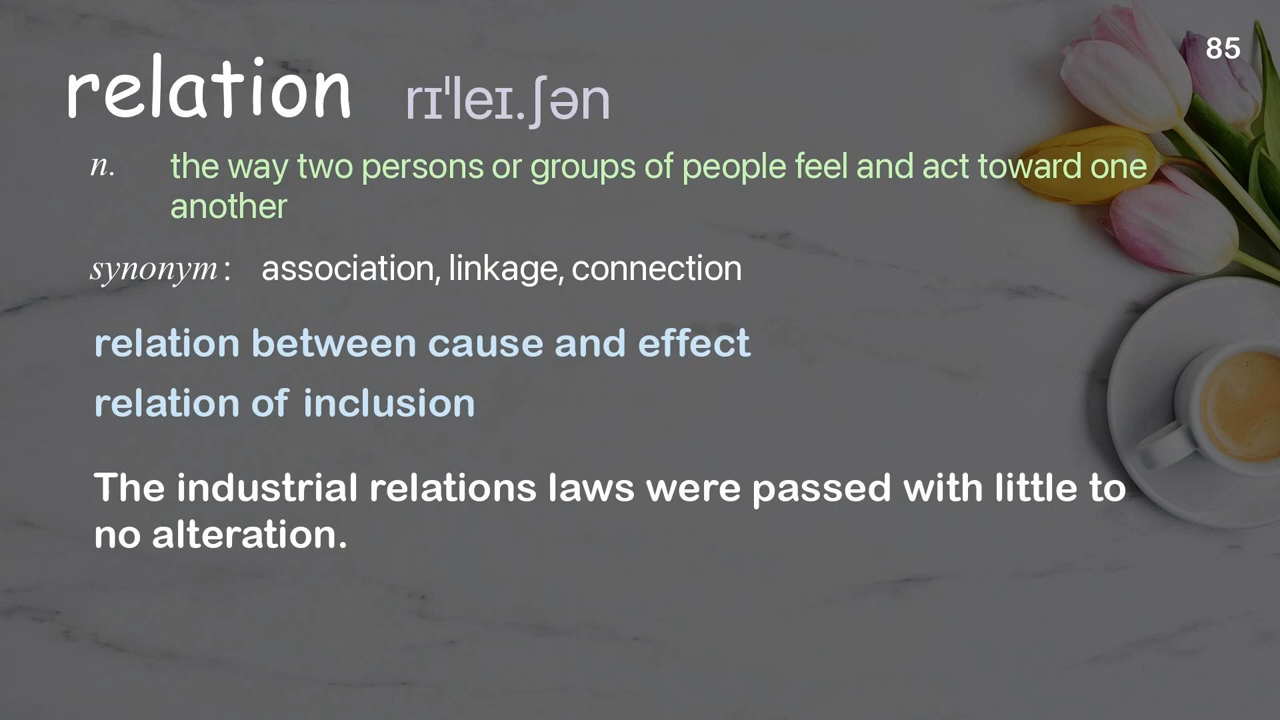 85
relation rɪˈleɪ.ʃən
n. the way two persons or groups of people feel and act toward one
another
synonym: association, linkage, connection
relation between cause and effect
relation of inclusion
The industrial relations laws were passed with little to
no alteration.